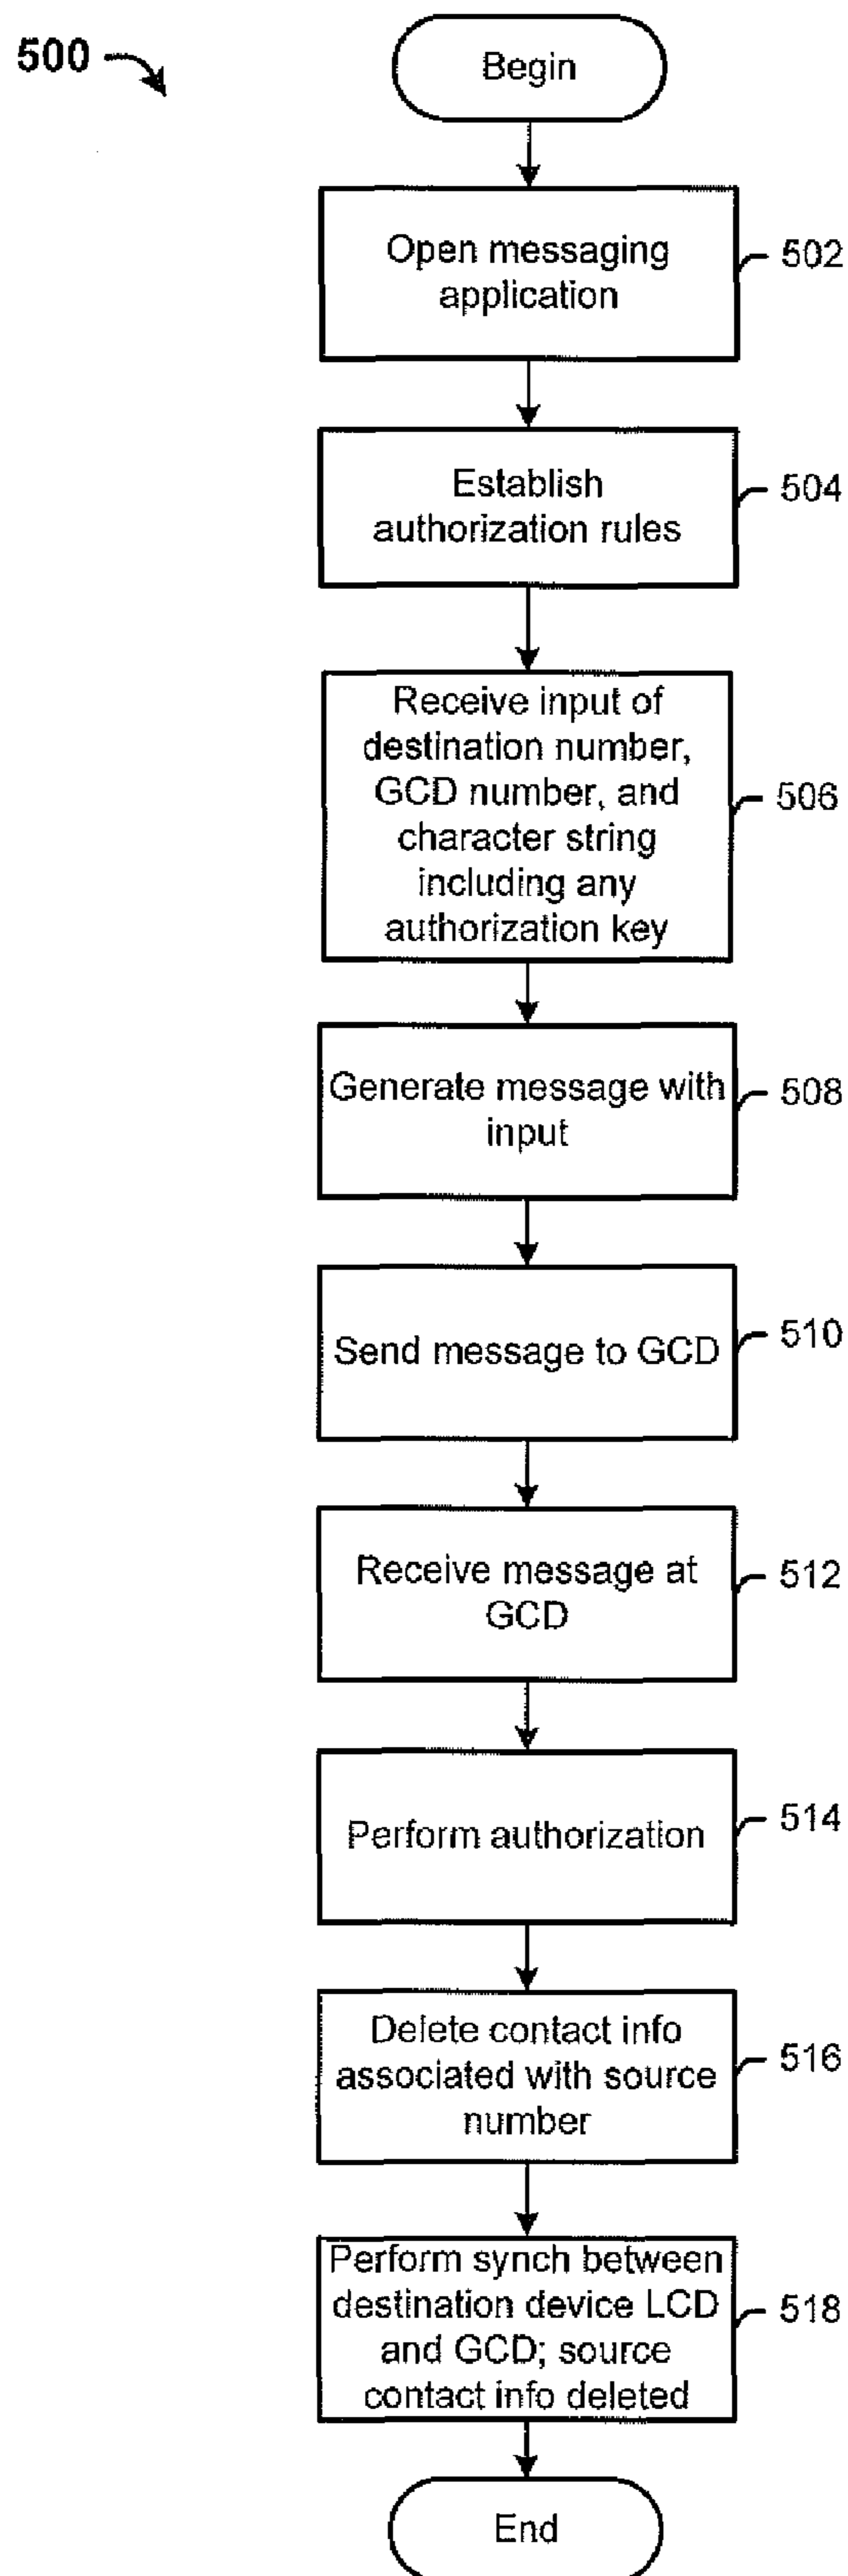 500
Begin
Open messaging
application
502
Establish
authorization rules
504
Receive input of
destination number,
GCD number, and
character string
including any
authorization key
506
Generate message with
input
508
Send message to GCD
510
Receive message at
GCD
512
Perform authorization
514
Delete contact info
associated with source
number
516
Perform synch between
destination device LCD
and GCD; source
contact info deleted
518
End